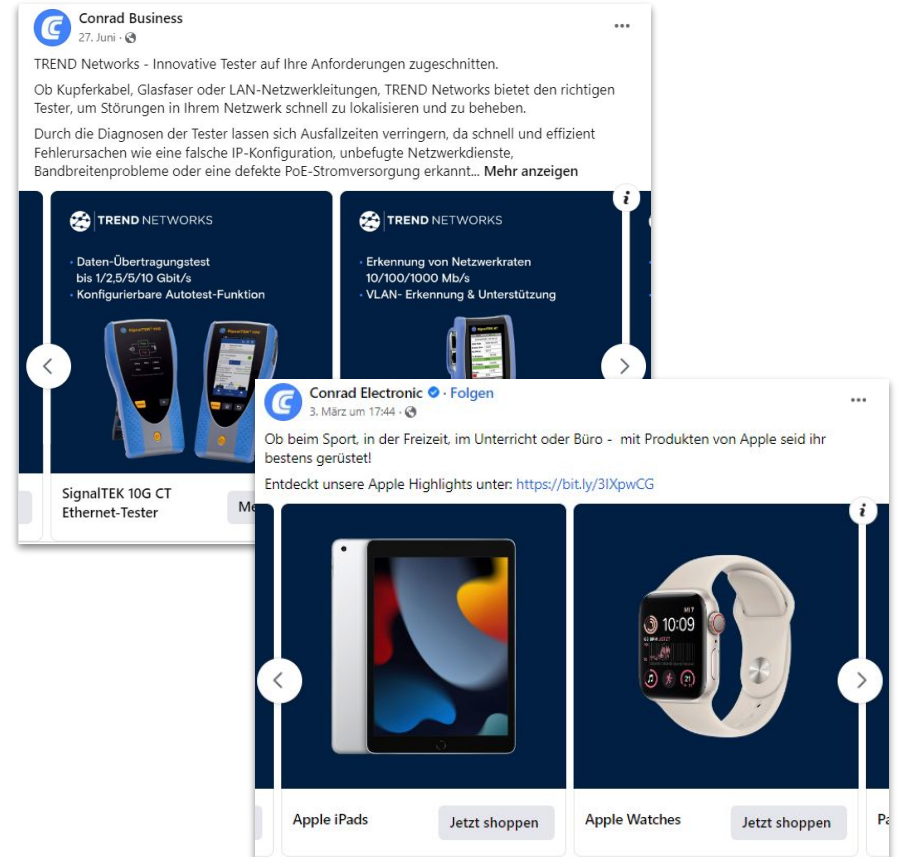 Conrad Business
27. Juni ·
TREND Networks - Innovative Tester auf Ihre Anforderungen zugeschnitten.
Ob Kupferkabel, Glasfaser oder LAN-Netzwerkleitungen, TREND Networks bietet den richtigen
Tester, um Störungen in Ihrem Netzwerk schnell zu lokalisieren und zu beheben.
Durch die Diagnosen der Tester lassen sich Ausfallzeiten verringern, da schnell und effizient
Fehlerursachen wie eine falsche IP-Konfiguration, unbefugte Netzwerkdienste,
Bandbreitenprobleme oder eine defekte PoE-Stromversorgung erkannt... Mehr anzeigen
TREND NETWORKS
· Daten-Übertragungstest
bis 1/2,5/5/10 Gbit/s
· Konfigurierbare Autotest-Funktion
SignalTEK 10G CT
Ethernet-Tester
TREND NETWORKS
· Erkennung von Netzwerkraten
10/100/1000 Mb/s
· VLAN- Erkennung & Unterstützung
Conrad Electronic · Folgen
3. März um 17:44 ·
Ob beim Sport, in der Freizeit, im Unterricht oder Büro - mit Produkten von Apple seid ihr
bestens gerüstet!
Entdeckt unsere Apple Highlights unter: https://bit.ly/3IXpwCG
Apple iPads
Jetzt shoppen
10:09
Apple Watches
Jetzt shoppen